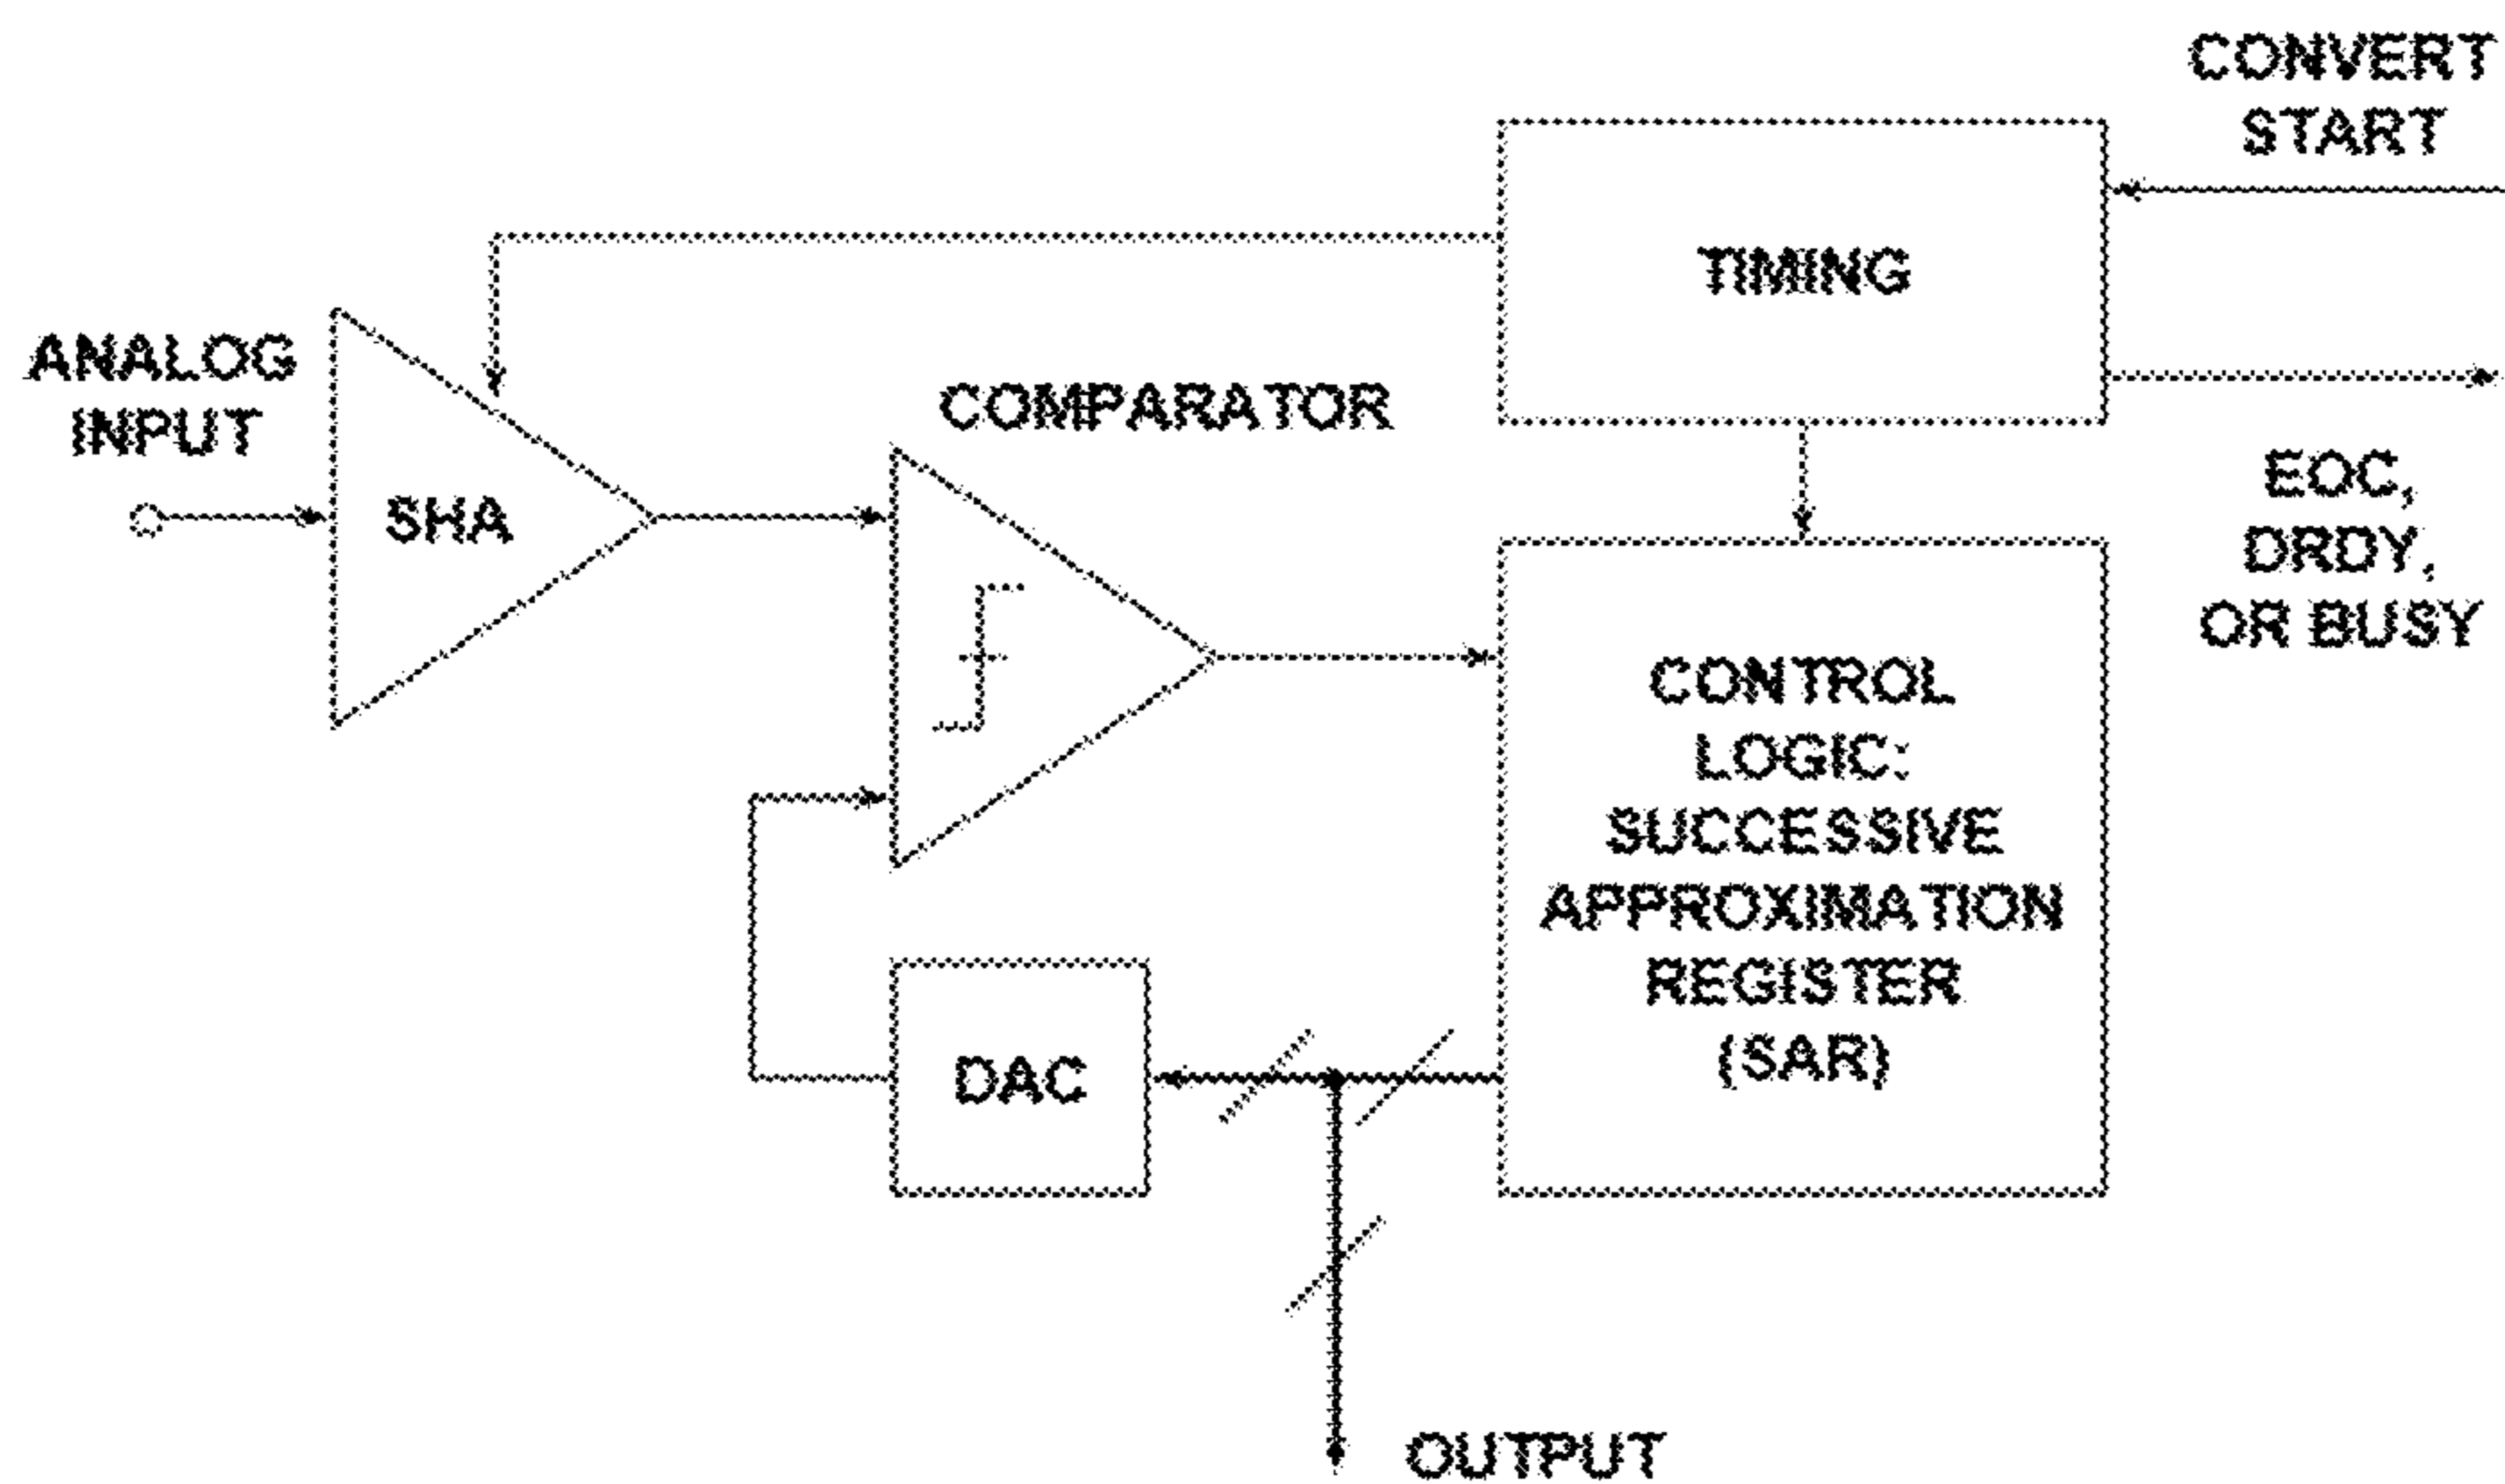 CONVERT
START
TIMING
ANALOG
INPUT
SHA
COMPARATOR
EOC,
DRDY,
OR BUSY
CONTROL
LOGIC:
SUCCESSIVE
APPROXIMATION
REGISTER
(SAR)
DAC
OUTPUT